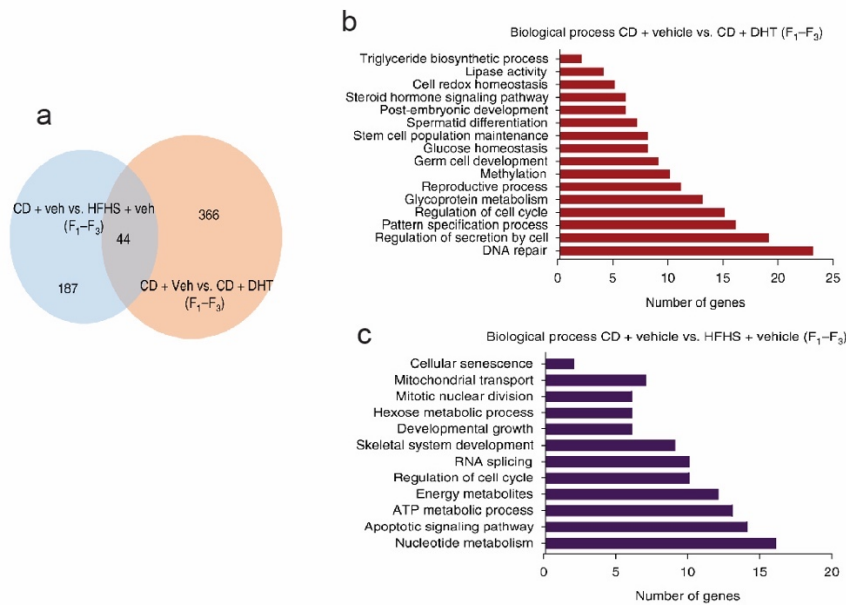 a
CD + veh vs. HFHS + veh
(F₁–F₃)
366
44
187
CD + Veh vs. CD + DHT
(F₁–F₃)
b
Biological process CD + vehicle vs. CD + DHT (F₁–F₃)
Triglyceride biosynthetic process
Lipase activity
Cell redox homeostasis
Steroid hormone signaling pathway
Post-embryonic development
Spermatid differentiation
Stem cell population maintenance
Glucose homeostasis
Germ cell development
Methylation
Reproductive process
Glycoprotein metabolism
Regulation of cell cycle
Pattern specification process
Regulation of secretion by cell
DNA repair
0 5 10 15 20 25
Number of genes
c
Biological process CD + vehicle vs. HFHS + vehicle (F₁–F₃)
Cellular senescence
Mitochondrial transport
Mitotic nuclear division
Hexose metabolic process
Developmental growth
Skeletal system development
RNA splicing
Regulation of cell cycle
Energy metabolites
ATP metabolic process
Apoptotic signaling pathway
Nucleotide metabolism
0 5 10 15 20
Number of genes